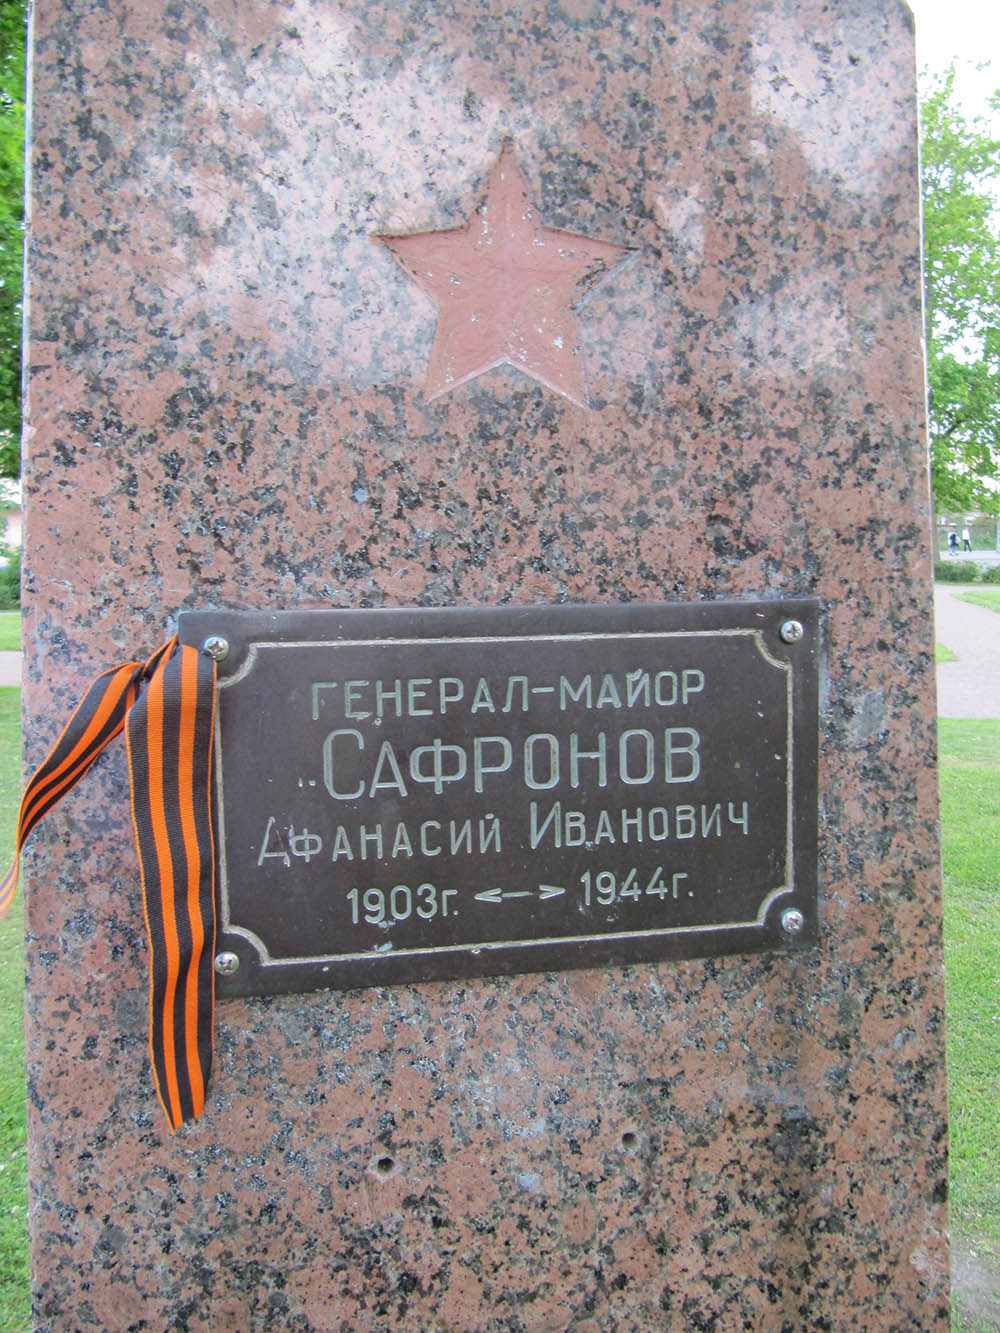 ГЕНЕРАЛ-МАЙОР
САФРОНОВ
АФАНАСИЙ ИВАНОВИЧ
1903г. <—> 1944г.